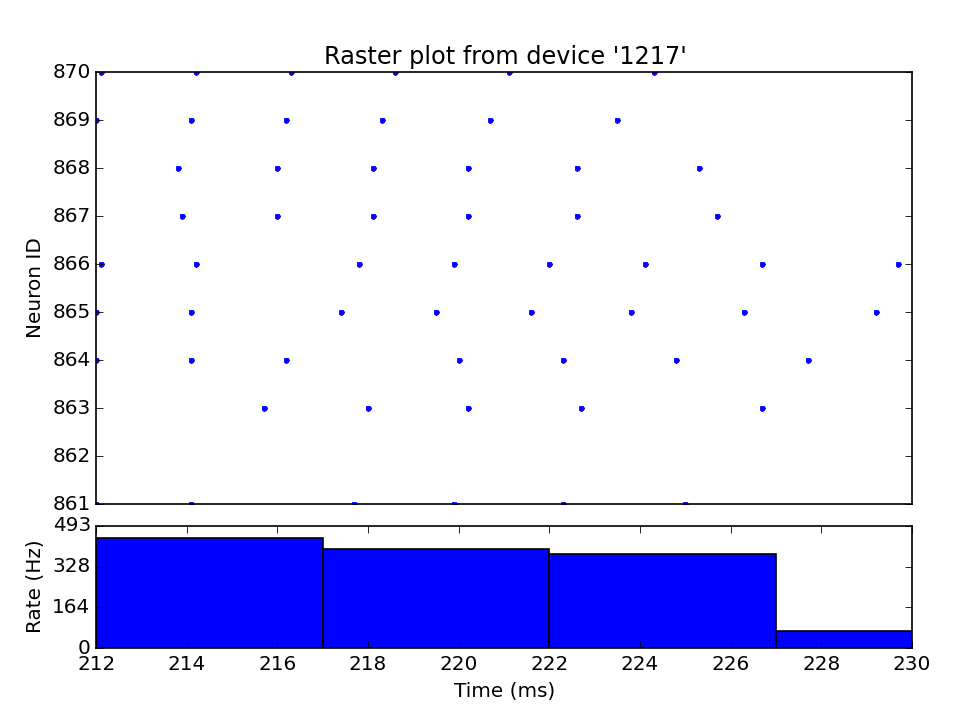 Raster plot from device '1217'
870
869
868
867
866
865
864
863
862
861
Neuron ID
493
328
164
0
Rate (Hz)
212 214 216 218 220 222 224 226 228 230
Time (ms)